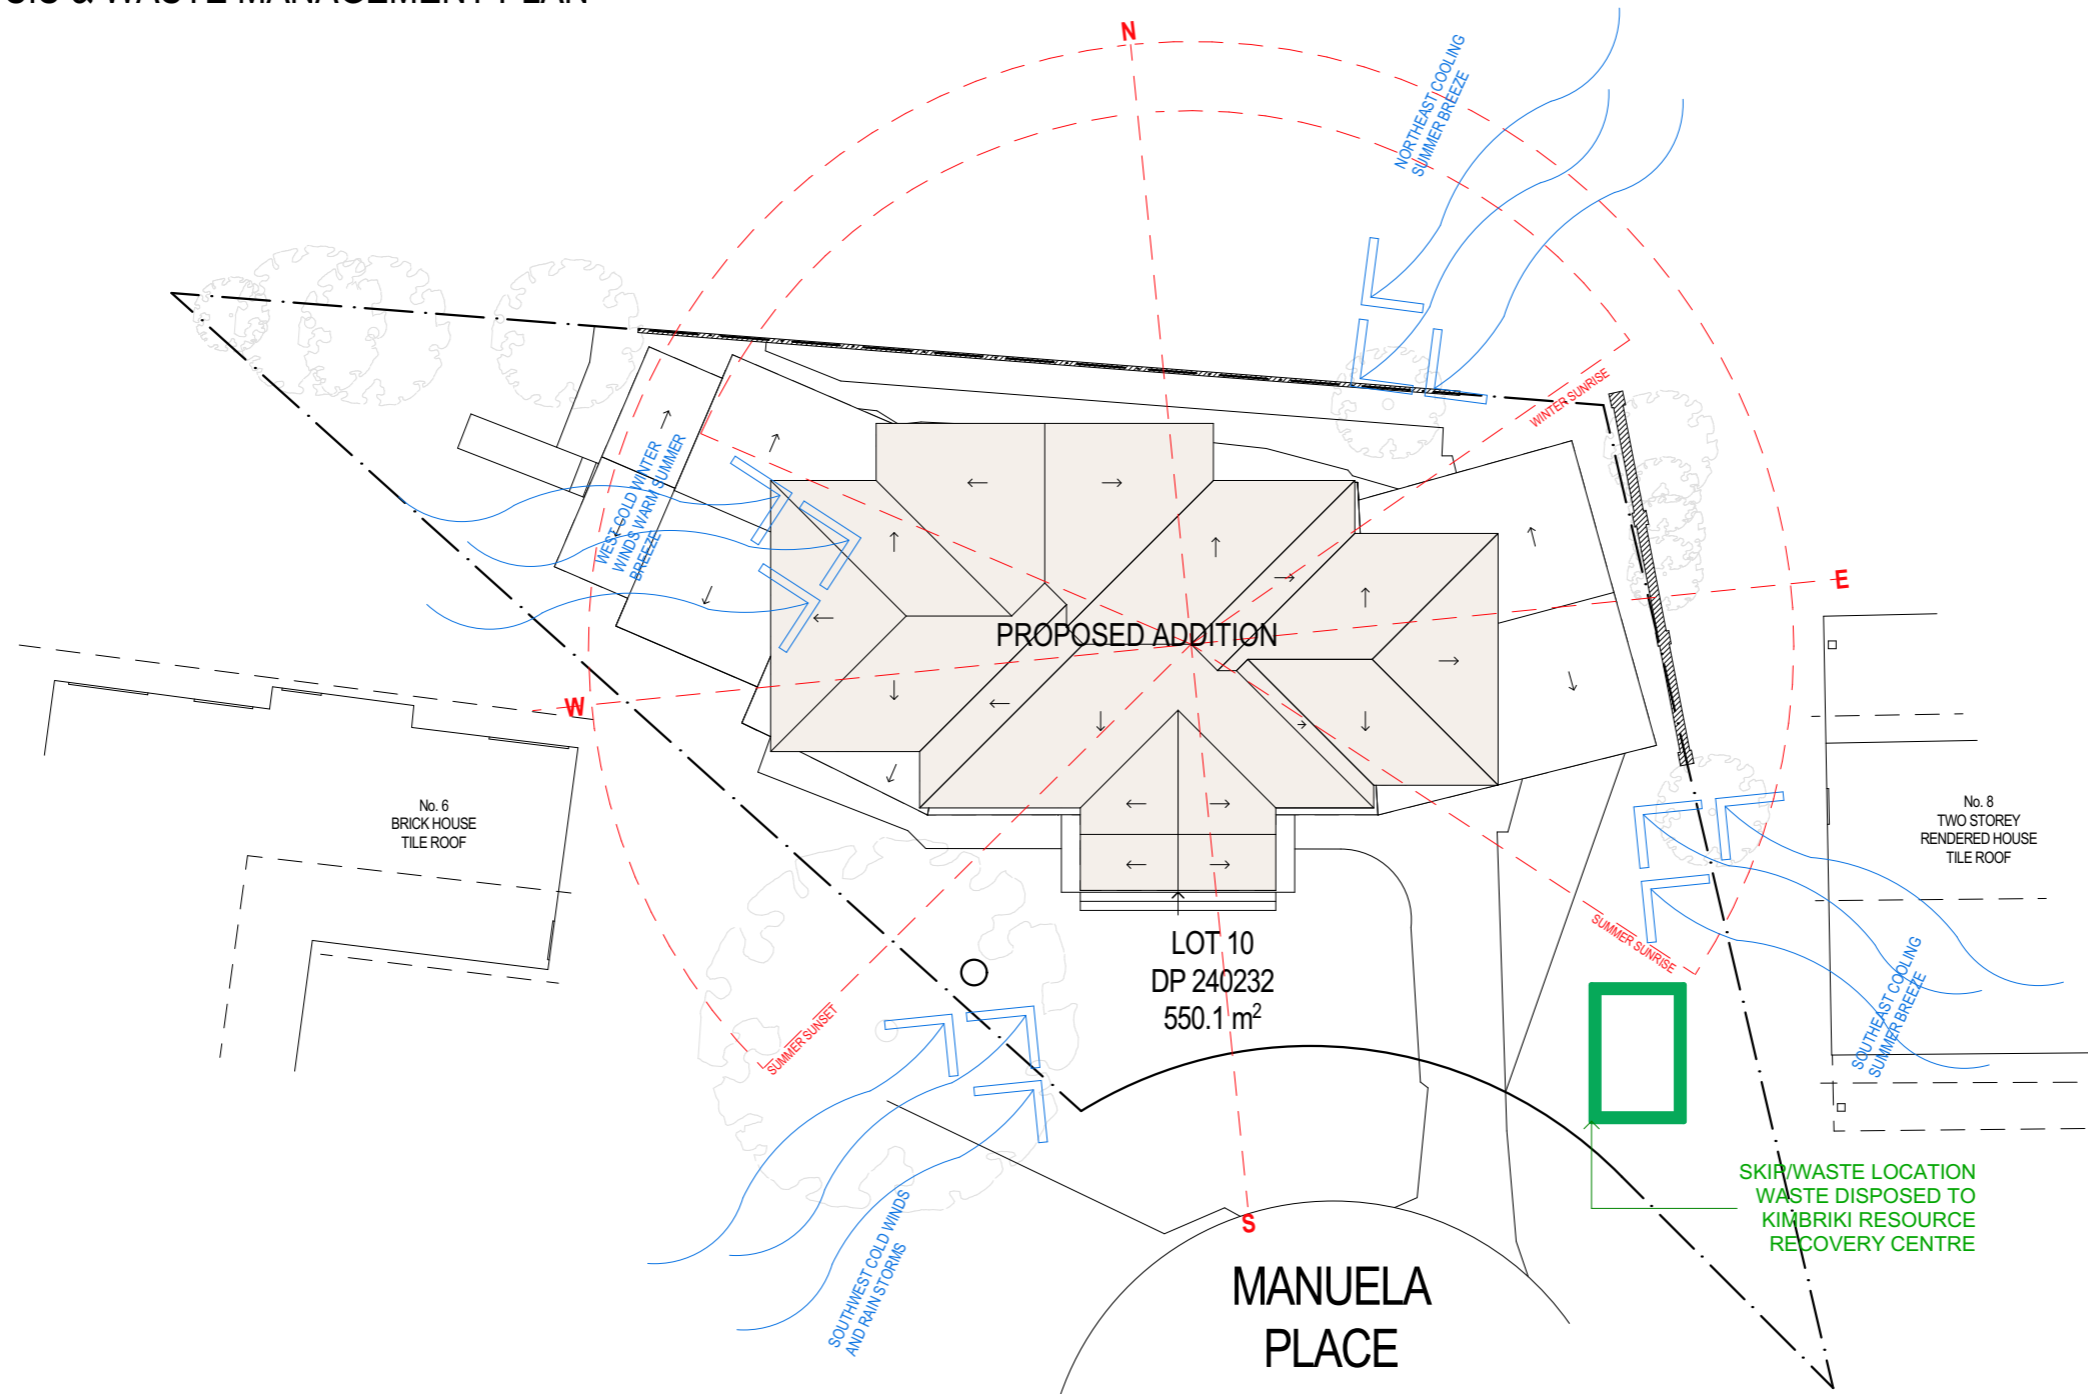 & WASTE MANAGEMENT PLAN
N
NORTHEAST COOLING
SUMMER BREEZE
WINTER SUNRISE
WEST COLD WINTER
WINDS WARM SUMMER
BREEZE
E
PROPOSED ADDITION
W
No. 6
BRICK HOUSE
TILE ROOF
No. 8
TWO STOREY
RENDERED HOUSE
TILE ROOF
SUMMER SUNRISE
LOT 10
DP 240232
550.1 m²
SUMMER SUNSET
SOUTHEAST COOLING
SUMMER BREEZE
SKIP/WASTE LOCATION
WASTE DISPOSED TO
KIMBRIKI RESOURCE
RECOVERY CENTRE
S
SOUTHWEST COLD WINDS
AND RAIN STORMS
MANUELA
PLACE